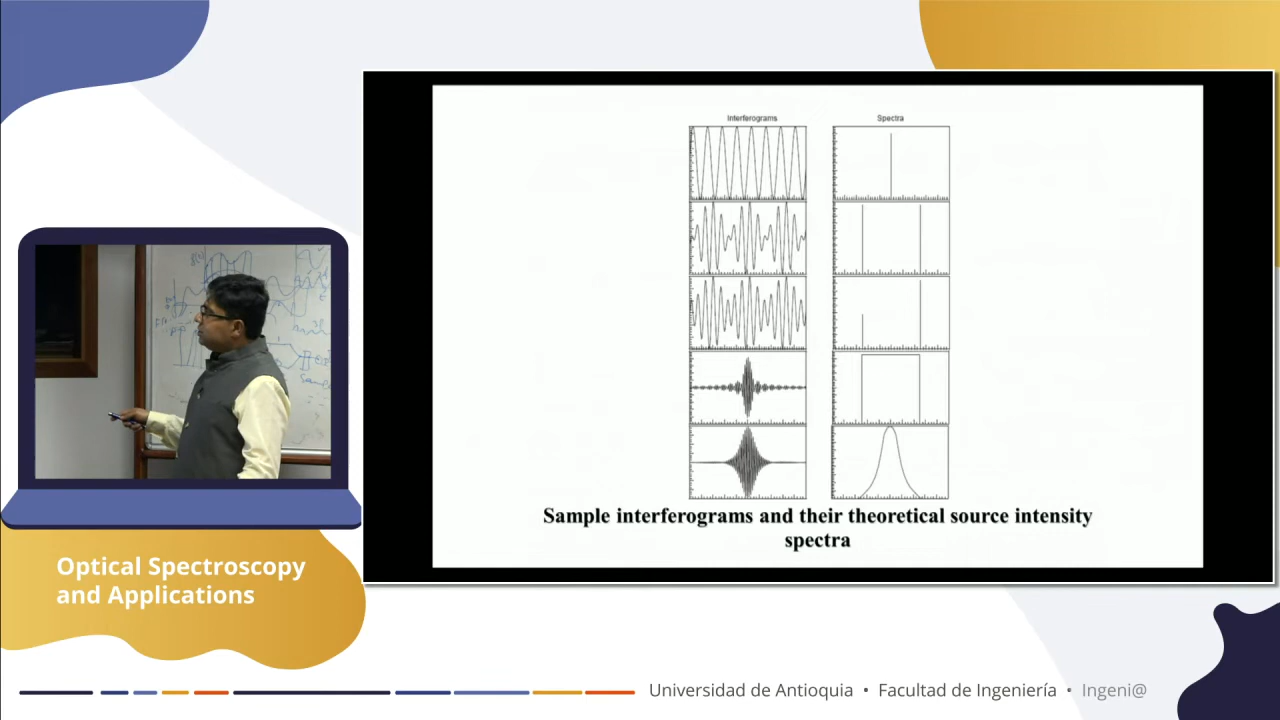 Interferograms
Spectra
Sample interferograms and their theoretical source intensity
spectra
Optical Spectroscopy
and Applications
Universidad de Antioquia • Facultad de Ingeniería • Ingeni@